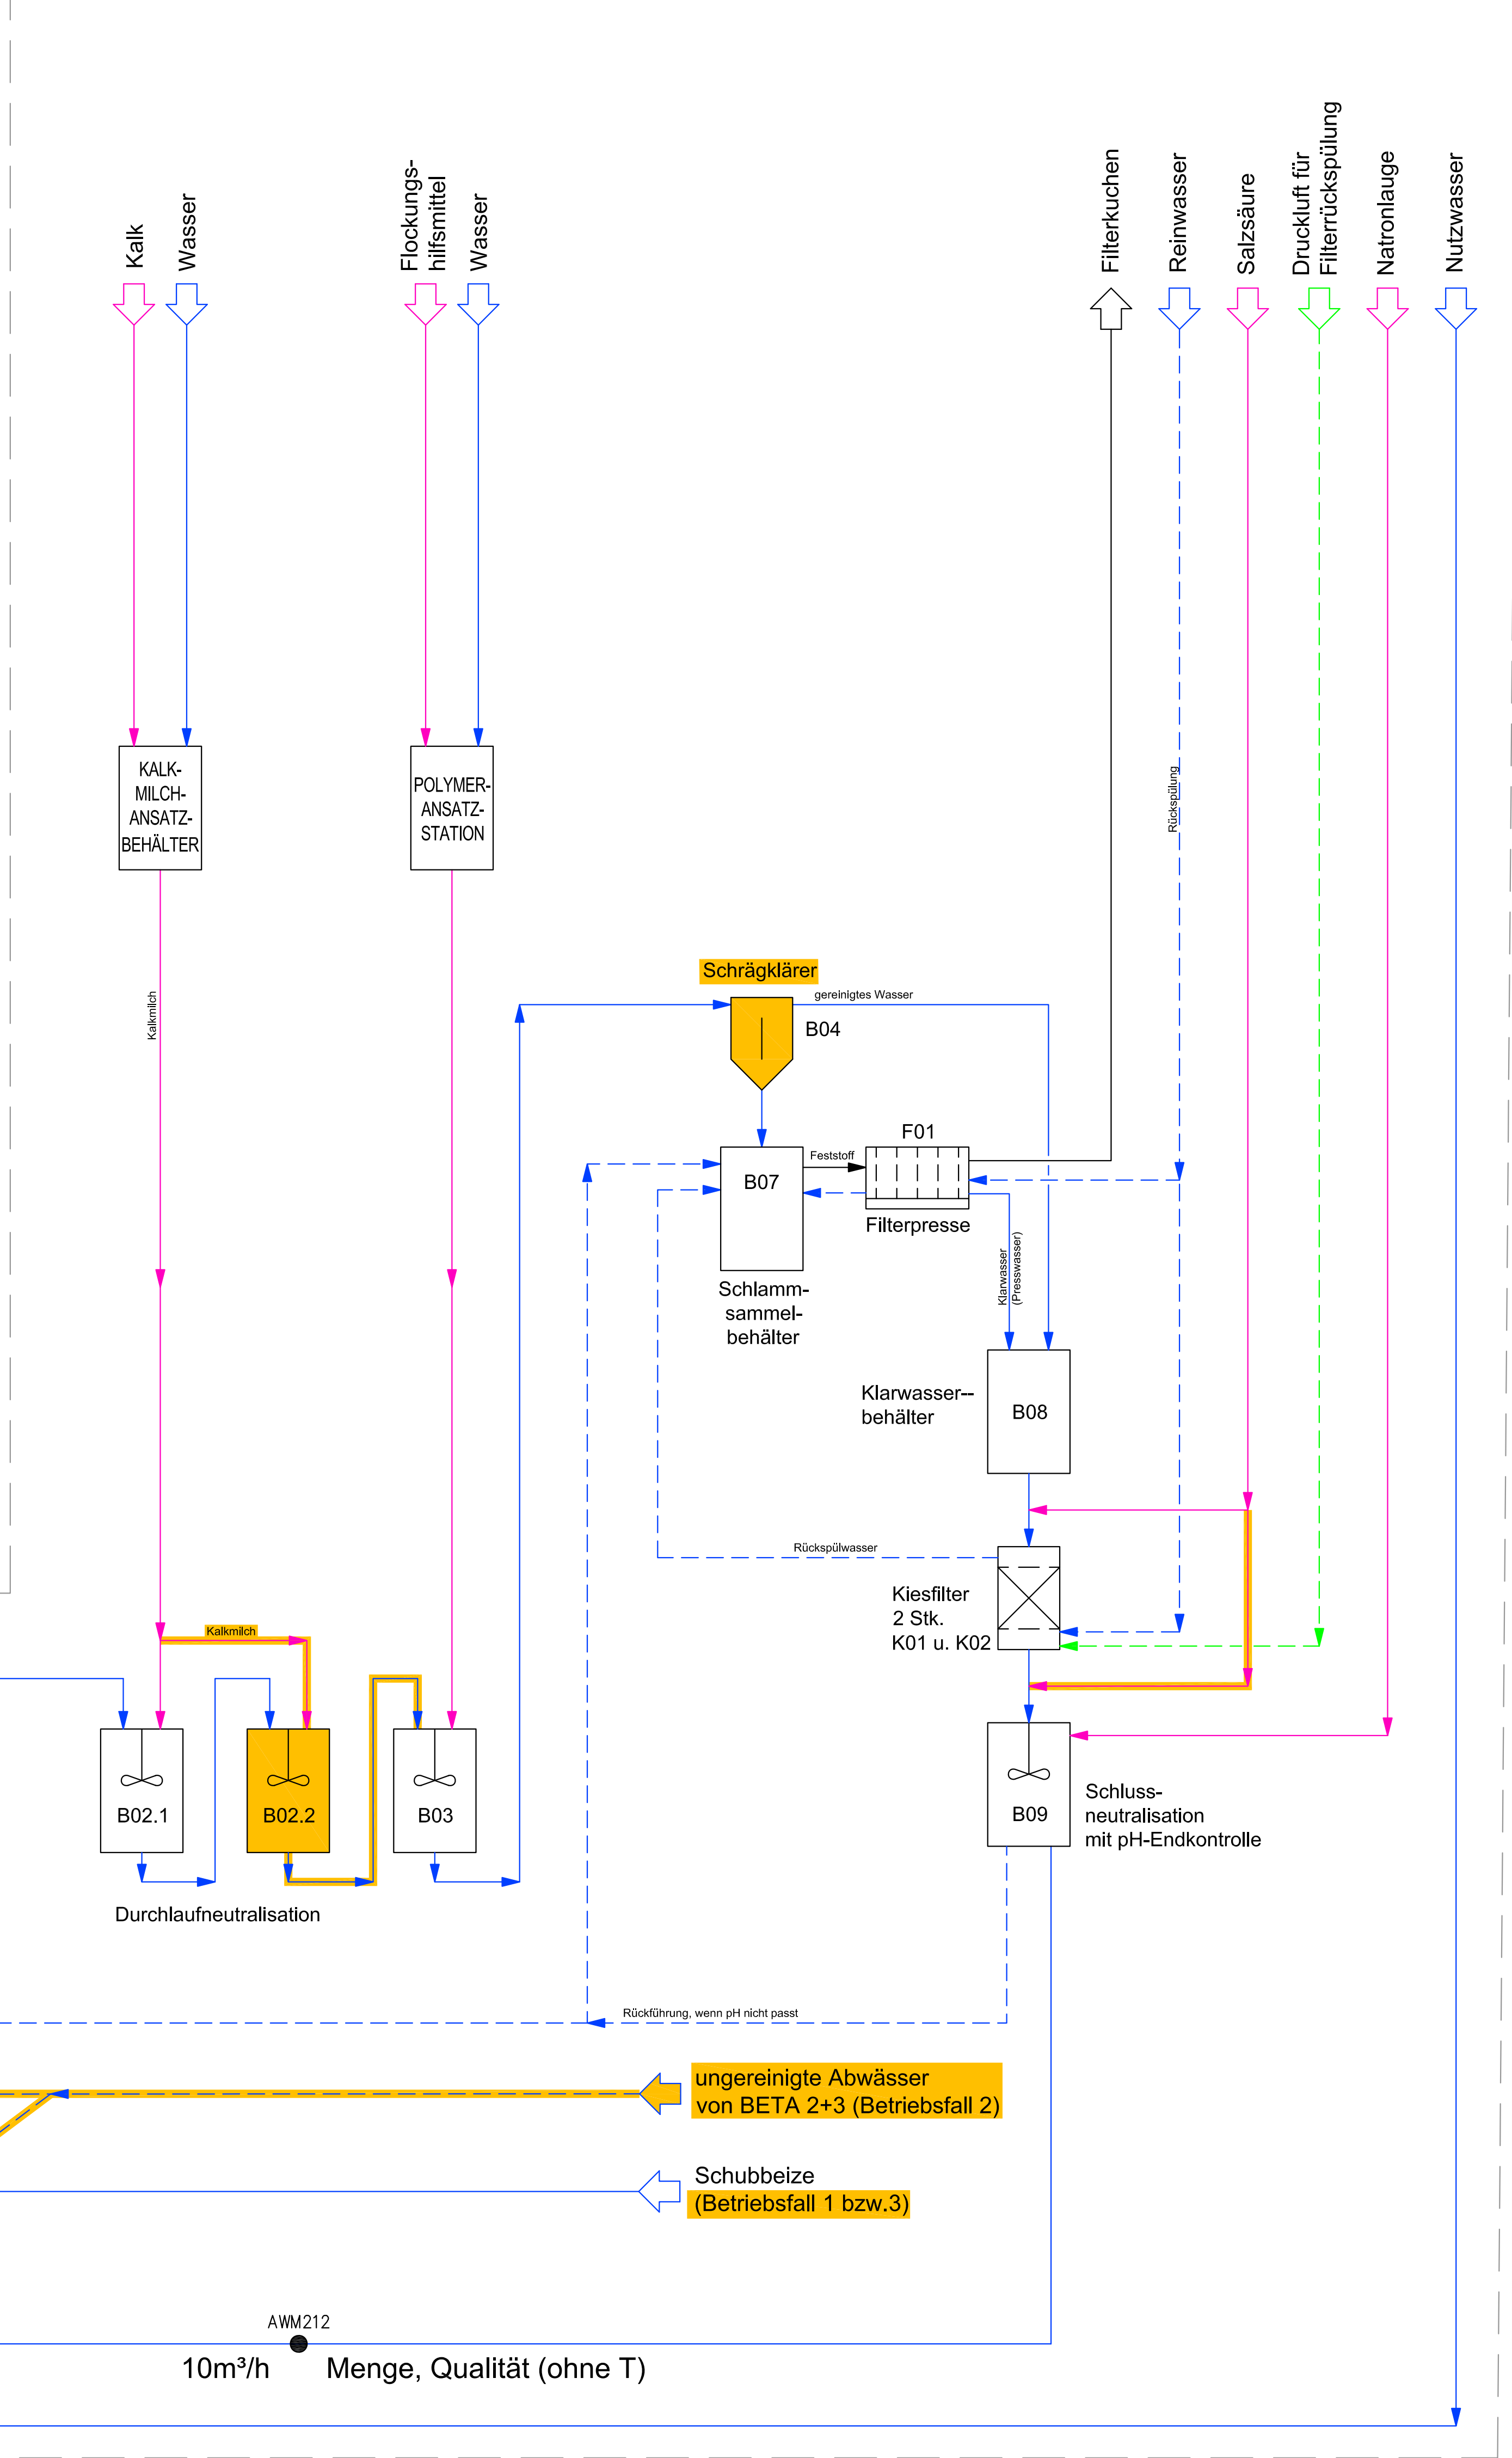 Kalk
Wasser
Flockungs-
hilfsmittel
Wasser
Filterkuchen
Reinwasser
Salzsäure
Druckluft für
Filterrückspülung
Natronlauge
Nutzwasser
KALK-
MILCH-
ANSATZ-
BEHÄLTER
POLYMER-
ANSATZ-
STATION
Rückspülung
Kalkmilch
Schrägklärer
gereinigtes Wasser
B04
F01
Feststoff
B07
Filterpresse
Klarwasser
(Presswasser)
Schlamm-
sammel-
behälter
Klarwasser--
behälter
B08
Rückspülwasser
Kiesfilter
2 Stk.
K01 u. K02
Kalkmilch
B02.1
B02.2
B03
B09
Schluss-
neutralisation
mit pH-Endkontrolle
Durchlaufneutralisation
Rückführung, wenn pH nicht passt
ungereinigte Abwässer
von BETA 2+3 (Betriebsfall 2)
Schubbeize
(Betriebsfall 1 bzw.3)
AWM212
10m³/h Menge, Qualität (ohne T)